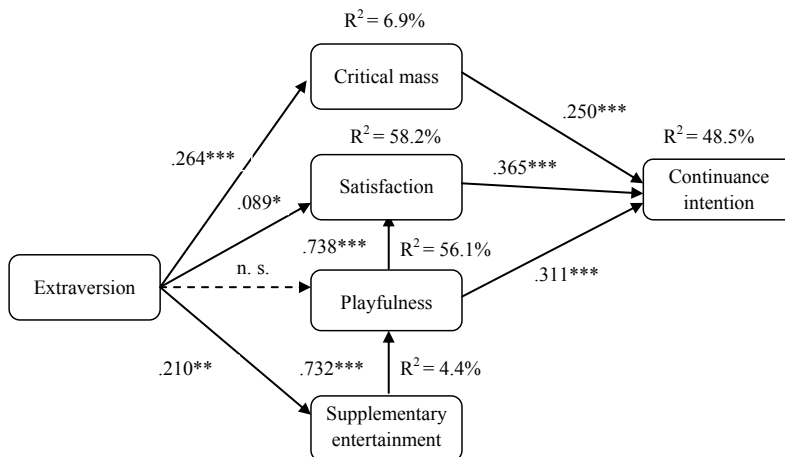 R² = 6.9%
Critical mass
.264***
.250***
R² = 58.2%
R² = 48.5%
Satisfaction
.365***
Continuance
intention
.089*
.738***
R² = 56.1%
n. s.
Extraversion
Playfulness
.311***
.210**
.732***
R² = 4.4%
Supplementary
entertainment